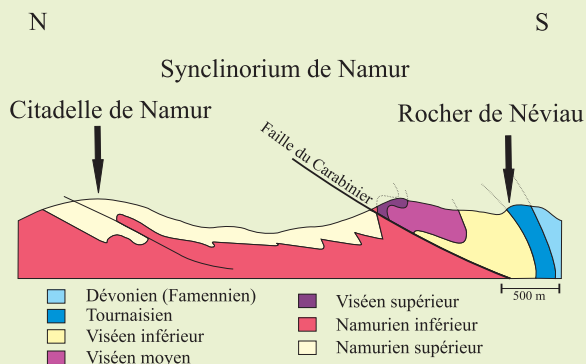 N
S
Synclinorium de Namur
Citadelle de Namur
Rocher de Néviau
Faille du Carabinier
500 m
Dévonien (Famennien)
Tournaisien
Viséen inférieur
Viséen moyen
Viséen supérieur
Namurien inférieur
Namurien supérieur